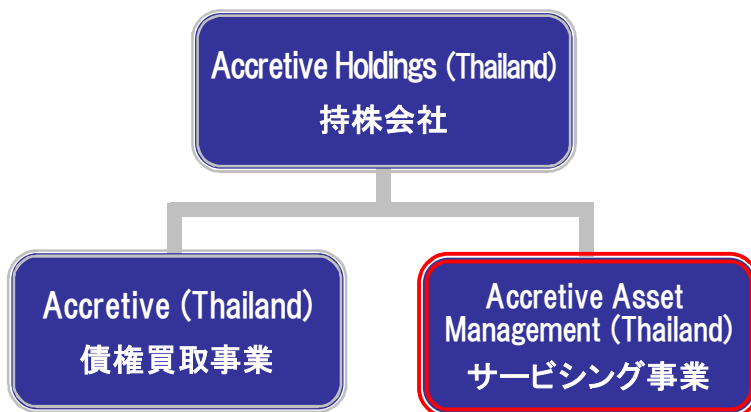 Accretive Holdings (Thailand)
持株会社
Accretive (Thailand)
債権買取事業
Accretive Asset
Management (Thailand)
サービシング事業